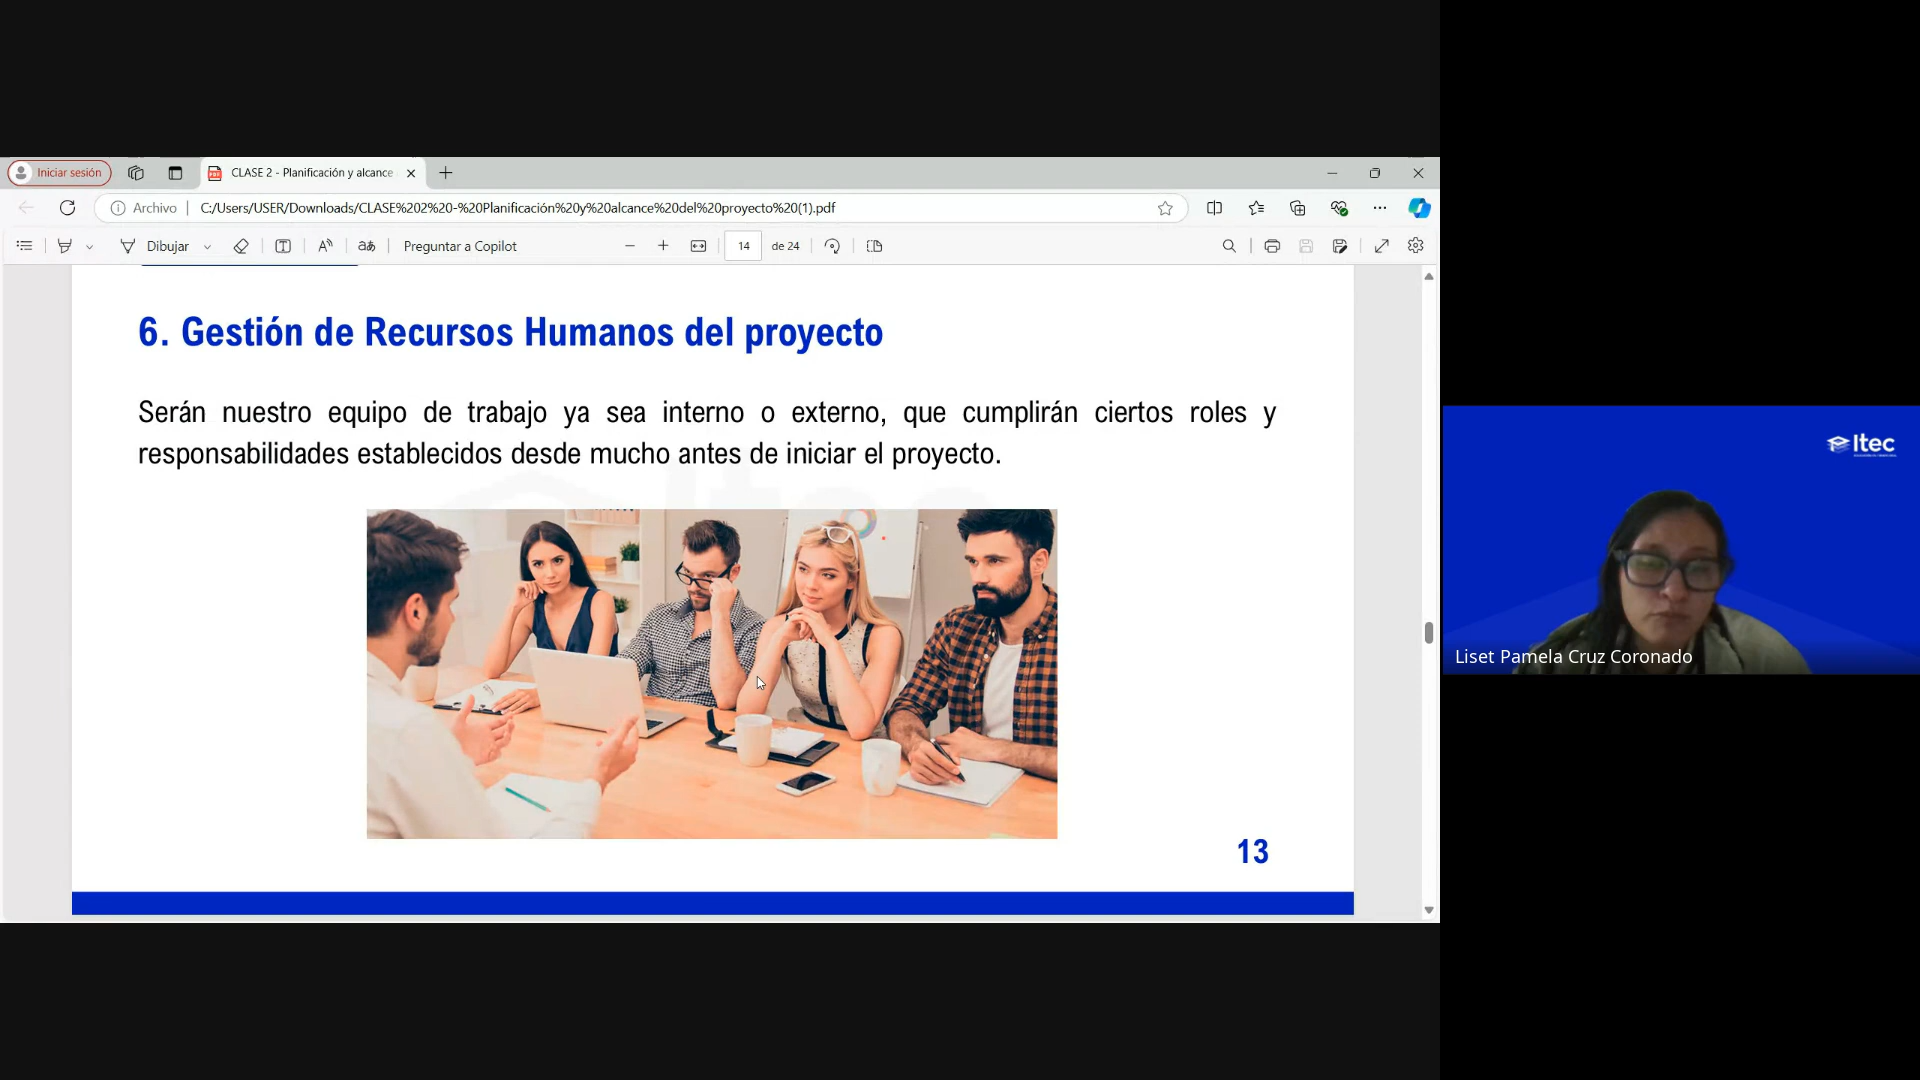 Iniciar sesión
CLASE 2 - Planificación y alcance
Archivo
C:/Users/USER/Downloads/CLASE%202%20-%20Planificación%20y%20alcance%20del%20proyecto%20(1).pdf
Dibujar
Preguntar a Copilot
14
de 24
6. Gestión de Recursos Humanos del proyecto
Serán nuestro equipo de trabajo ya sea interno o externo, que cumplirán ciertos roles y
responsabilidades establecidos desde mucho antes de iniciar el proyecto.
13
Itec
Liset Pamela Cruz Coronado